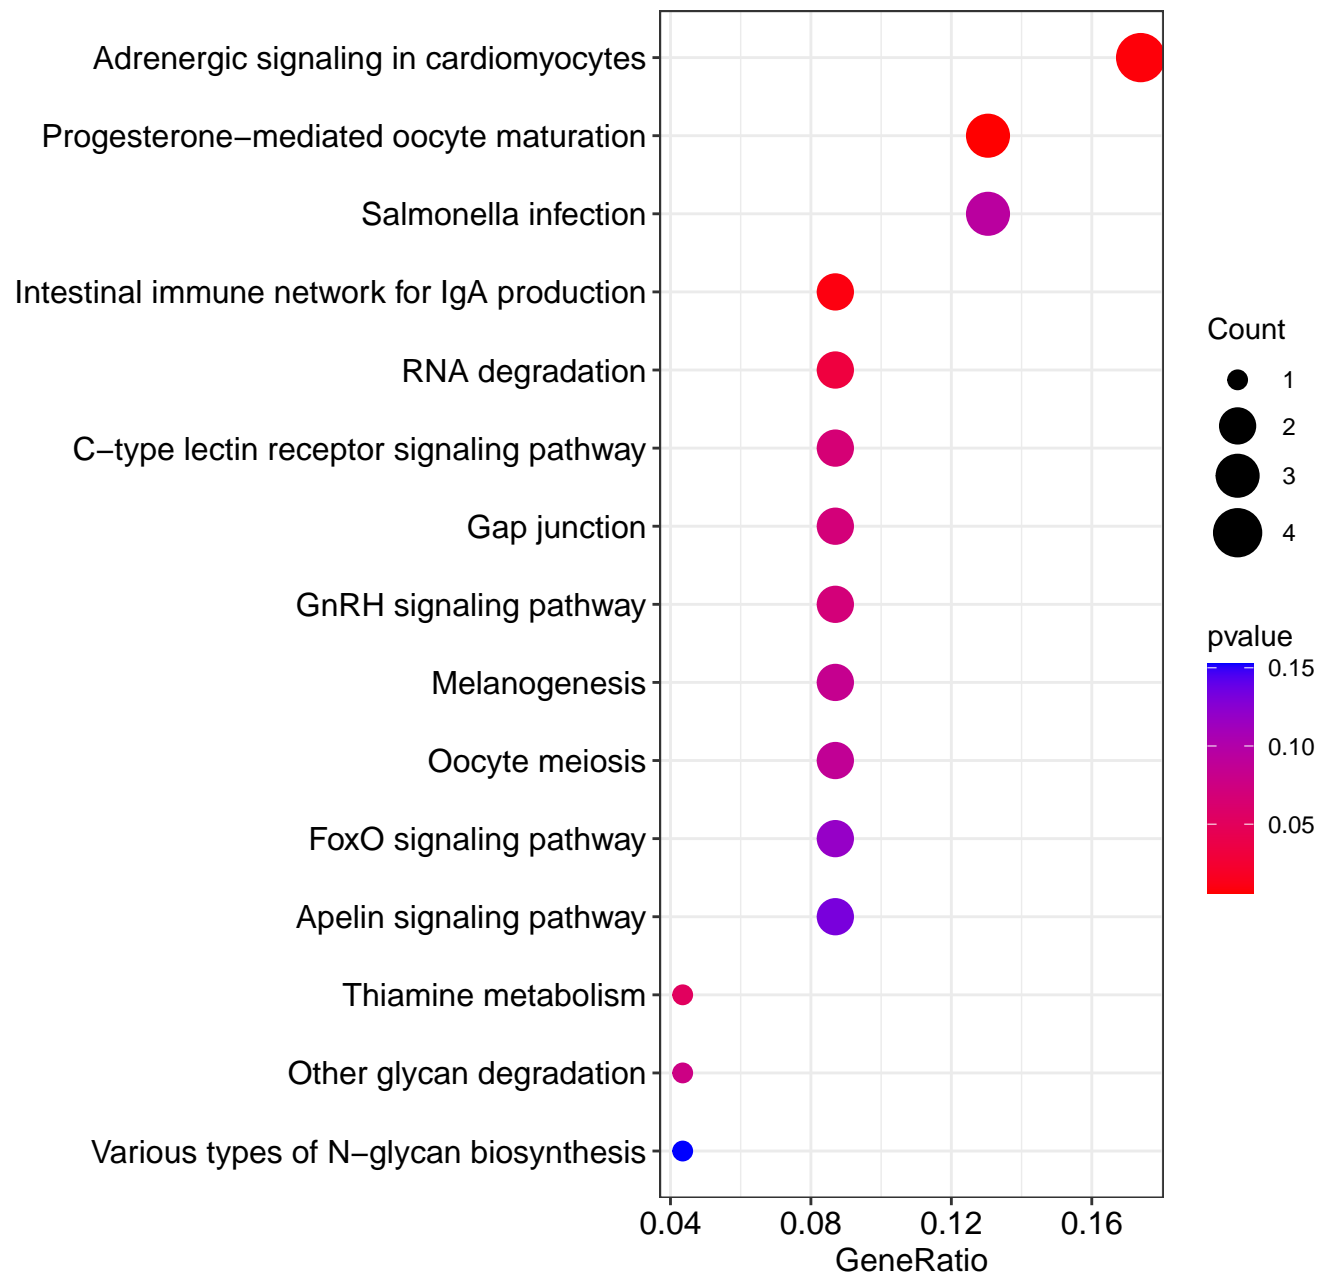 Adrenergic signaling in cardiomyocytes
Progesterone−mediated oocyte maturation
Salmonella infection
Intestinal immune network for IgA production
RNA degradation
C−type lectin receptor signaling pathway
Gap junction
GnRH signaling pathway
Melanogenesis
Oocyte meiosis
FoxO signaling pathway
Apelin signaling pathway
Thiamine metabolism
Other glycan degradation
Various types of N−glycan biosynthesis
0.04 0.08 0.12 0.16
GeneRatio
Count
1
2
3
4
pvalue
0.15
0.10
0.05